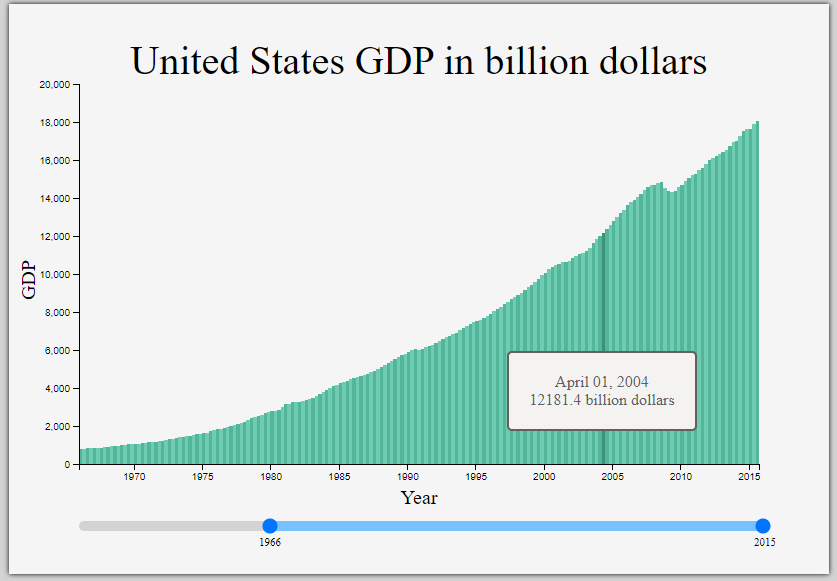 United States GDP in billion dollars
20,000
18,000
16,000
14,000
12,000
10,000
8,000
6,000
4,000
2,000
0
GDP
April 01, 2004
12181.4 billion dollars
1970 1975 1980 1985 1990 1995 2000 2005 2010 2015
Year
1966 2015